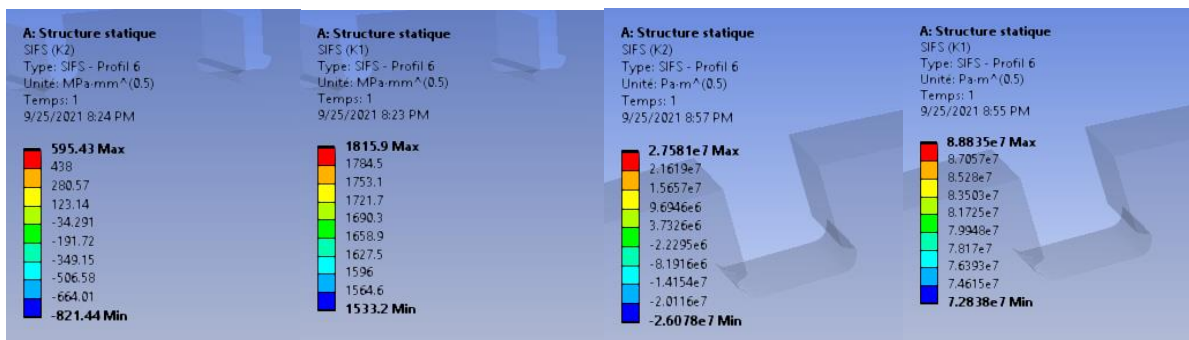 A: Structure statique
SIFS (K2)
Type: SIFS - Profil 6
Unité: MPa·mm^(0.5)
Temps: 1
9/25/2021 8:24 PM
595.43 Max
438
280.57
123.14
-34.291
-191.72
-349.15
-506.58
-664.01
-821.44 Min
A: Structure statique
SIFS (K1)
Type: SIFS - Profil 6
Unité: MPa·mm^(0.5)
Temps: 1
9/25/2021 8:23 PM
1815.9 Max
1784.5
1753.1
1721.7
1690.3
1658.9
1627.5
1596
1564.6
1533.2 Min
A: Structure statique
SIFS (K2)
Type: SIFS - Profil 6
Unité: Pa·m^(0.5)
Temps: 1
9/25/2021 8:57 PM
2.7581e7 Max
2.1619e7
1.5657e7
9.6946e6
3.7326e6
-2.2295e6
-8.1916e6
-1.4154e7
-2.0116e7
-2.6078e7 Min
A: Structure statique
SIFS (K1)
Type: SIFS - Profil 6
Unité: Pa·m^(0.5)
Temps: 1
9/25/2021 8:55 PM
8.8835e7 Max
8.7057e7
8.528e7
8.3503e7
8.1725e7
7.9948e7
7.817e7
7.6393e7
7.4615e7
7.2838e7 Min